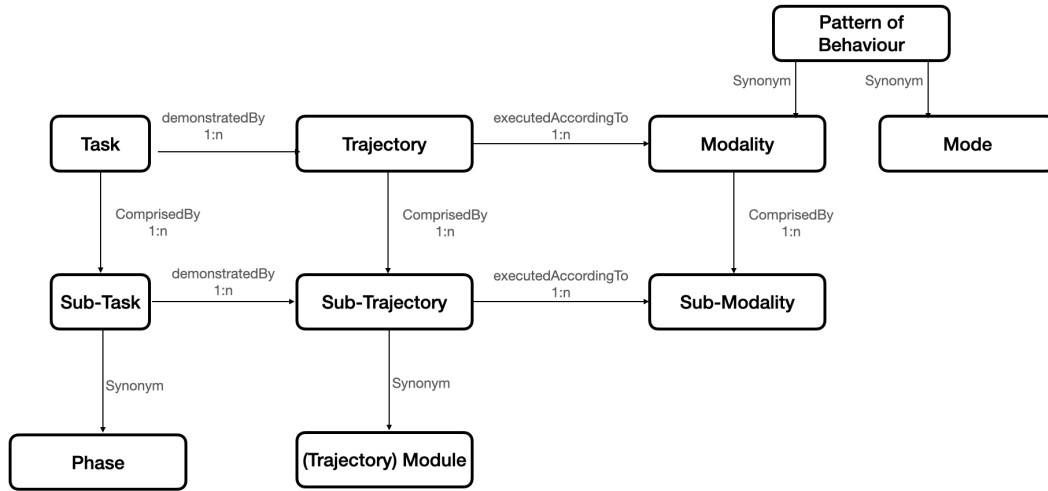 Pattern of
Behaviour
Synonym
Synonym
demonstratedBy
1:n
executedAccordingTo
1:n
Task
Trajectory
Modality
Mode
ComprisedBy
1:n
ComprisedBy
1:n
ComprisedBy
1:n
demonstratedBy
1:n
executedAccordingTo
1:n
Sub-Task
Sub-Trajectory
Sub-Modality
Synonym
Synonym
Phase
(Trajectory) Module